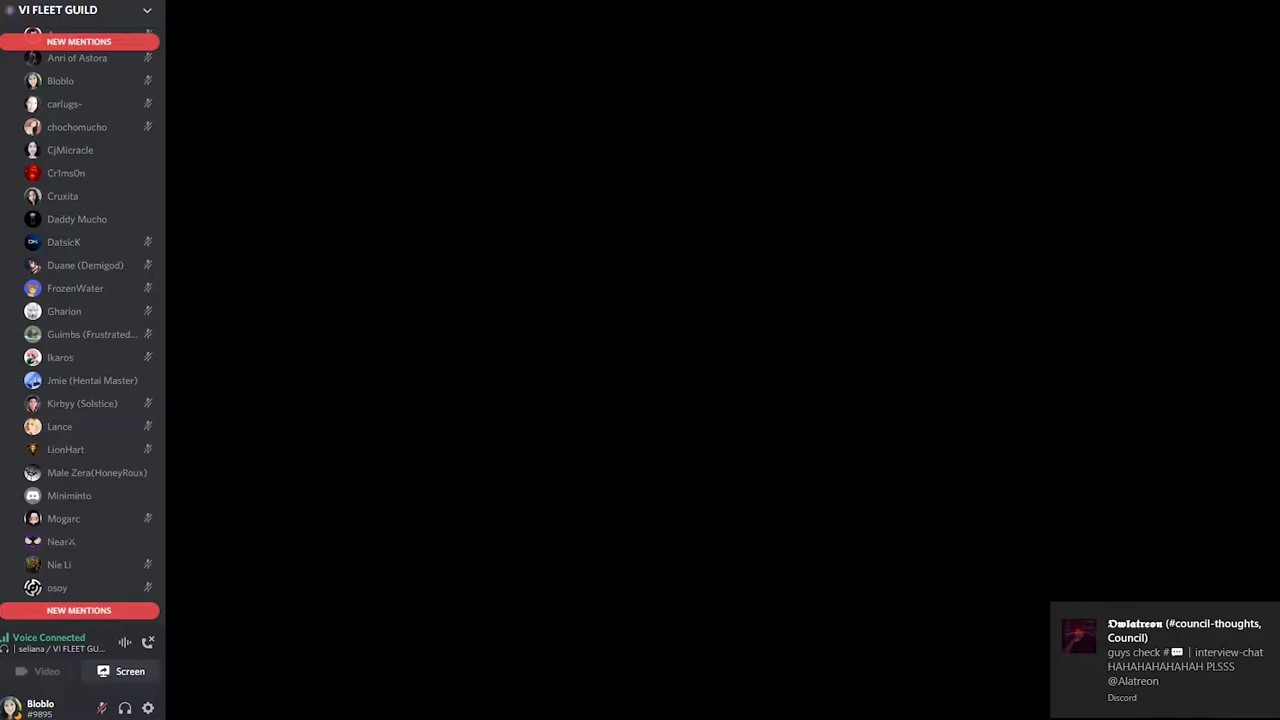 VI FLEET GUILD
NEW MENTIONS
Anri of Astora
Bloblo
carlugs-
chochomucho
CjMicracle
Cr1ms0n
Cruxita
Daddy Mucho
DatsicK
Duane (Demigod)
FrozenWater
Gharion
Guimbs (Frustrated...
Ikaros
Jmie (Hentai Master)
Kirbyy (Solstice)
Lance
LionHart
Male Zera(HoneyRoux)
Miniminto
Mogarc
NearX
Nie Li
osoy
NEW MENTIONS
Voice Connected
seliana / VI FLEET GU...
Video
Screen
Bloblo
#9895
𝕯𝖜𝖑𝖆𝖙𝖗𝖊𝖔𝖓 (#council-thoughts,
Council)
guys check #💬 | interview-chat
HAHAHAHAHAHAH PLSSS
@Alatreon
Discord